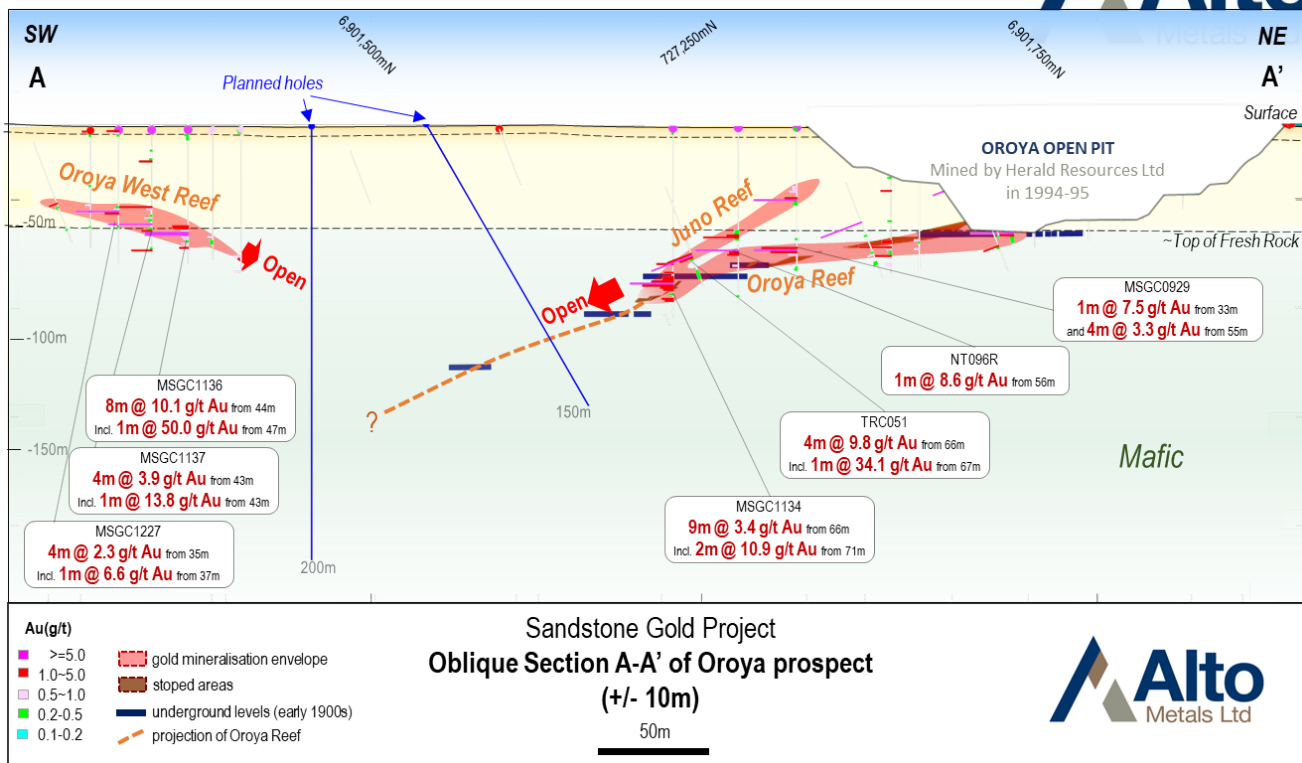 Alto
Metals Ltd
SW
A
6,901,500mN
727,250mN
6,901,750mN
NE
A'
Planned holes
Surface
OROYA OPEN PIT
Mined by Herald Resources Ltd
in 1994-95
Oroya West Reef
Juno Reef
-50m
~Top of Fresh Rock
Open
Oroya Reef
Open
MSGC0929
1m @ 7.5 g/t Au from 33m
and 4m @ 3.3 g/t Au from 55m
-100m
NT096R
1m @ 8.6 g/t Au from 56m
MSGC1136
8m @ 10.1 g/t Au from 44m
Incl. 1m @ 50.0 g/t Au from 47m
?
150m
TRC051
4m @ 9.8 g/t Au from 66m
Incl. 1m @ 34.1 g/t Au from 67m
-150m
MSGC1137
4m @ 3.9 g/t Au from 43m
Incl. 1m @ 13.8 g/t Au from 43m
Mafic
MSGC1134
9m @ 3.4 g/t Au from 66m
Incl. 2m @ 10.9 g/t Au from 71m
MSGC1227
4m @ 2.3 g/t Au from 35m
Incl. 1m @ 6.6 g/t Au from 37m
200m
Au(g/t)
>=5.0
1.0~5.0
0.5~1.0
0.2-0.5
0.1-0.2
gold mineralisation envelope
stoped areas
underground levels (early 1900s)
projection of Oroya Reef
Sandstone Gold Project
Oblique Section A-A' of Oroya prospect
(+/- 10m)
50m
Alto
Metals Ltd